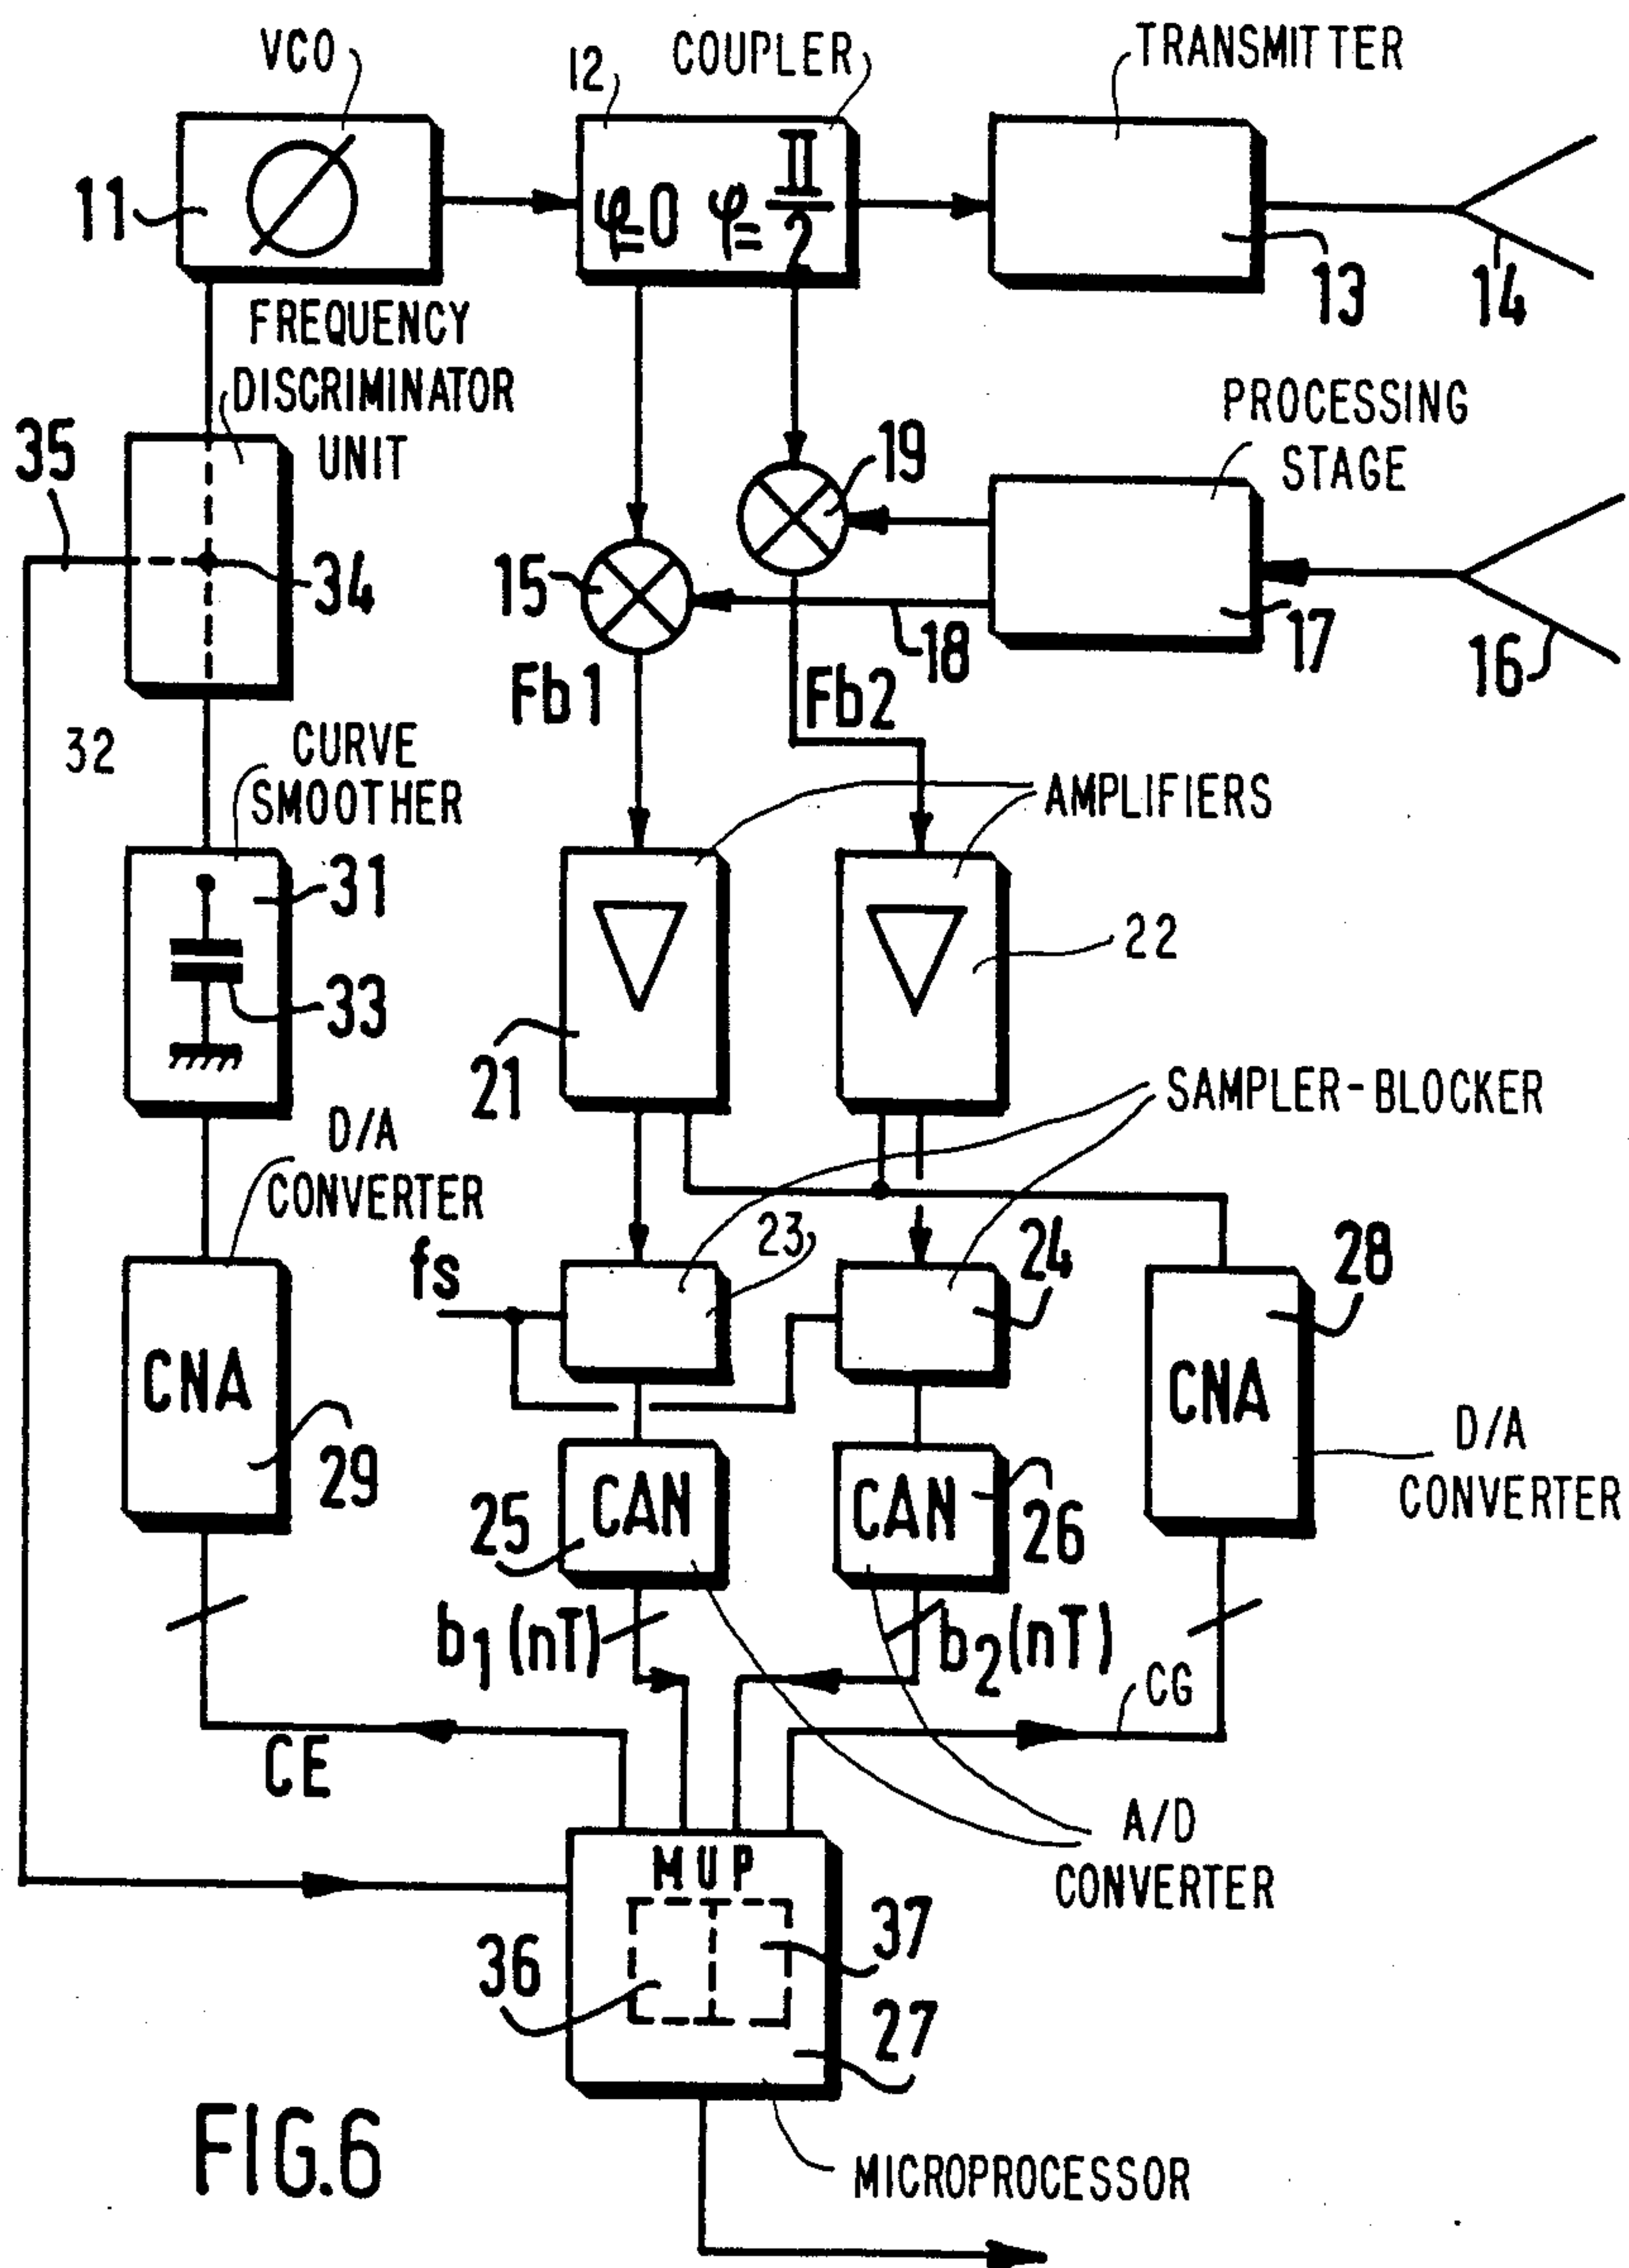 VCO
12
COUPLER
TRANSMITTER
11
φ=0 φ=Π/2
13
14
FREQUENCY
DISCRIMINATOR
UNIT
PROCESSING
STAGE
35
19
34
15
18
17
16
Fb1
Fb2
32
CURVE
SMOOTHER
AMPLIFIERS
31
22
33
21
SAMPLER-BLOCKER
D/A
CONVERTER
23
24
28
fs
CNA
CNA
29
D/A
CONVERTER
25
CAN
CAN
26
b1(nT)
b2(nT)
CG
CE
A/D
CONVERTER
MUP
37
36
27
FIG.6
MICROPROCESSOR